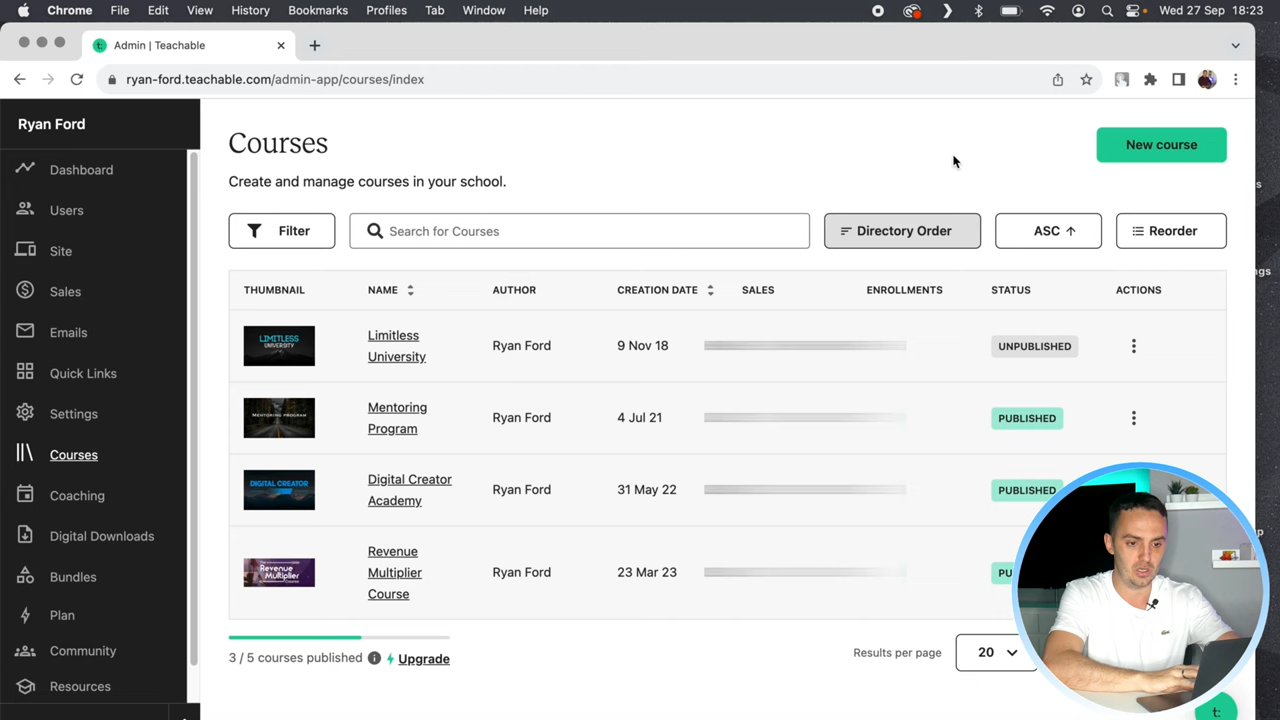 Chrome File Edit View History Bookmarks Profiles Tab Window Help Wed 27 Sep 18:23
Admin | Teachable
ryan-ford.teachable.com/admin-app/courses/index
Ryan Ford
Dashboard
Users
Site
Sales
Emails
Quick Links
Settings
Courses
Coaching
Digital Downloads
Bundles
Plan
Community
Resources
Courses
New course
Create and manage courses in your school.
Filter
Search for Courses
Directory Order
ASC
Reorder
THUMBNAIL NAME AUTHOR CREATION DATE SALES ENROLLMENTS STATUS ACTIONS
LIMITLESS
UNIVERSITY
Limitless
University
Ryan Ford
9 Nov 18
UNPUBLISHED
MENTORING PROGRAM
Mentoring
Program
Ryan Ford
4 Jul 21
PUBLISHED
DIGITAL CREATOR
Digital Creator
Academy
Ryan Ford
31 May 22
PUBLISHED
Revenue
Multiplier
Revenue
Multiplier
Course
Ryan Ford
23 Mar 23
PU
3 / 5 courses published Upgrade
Results per page 20
t: